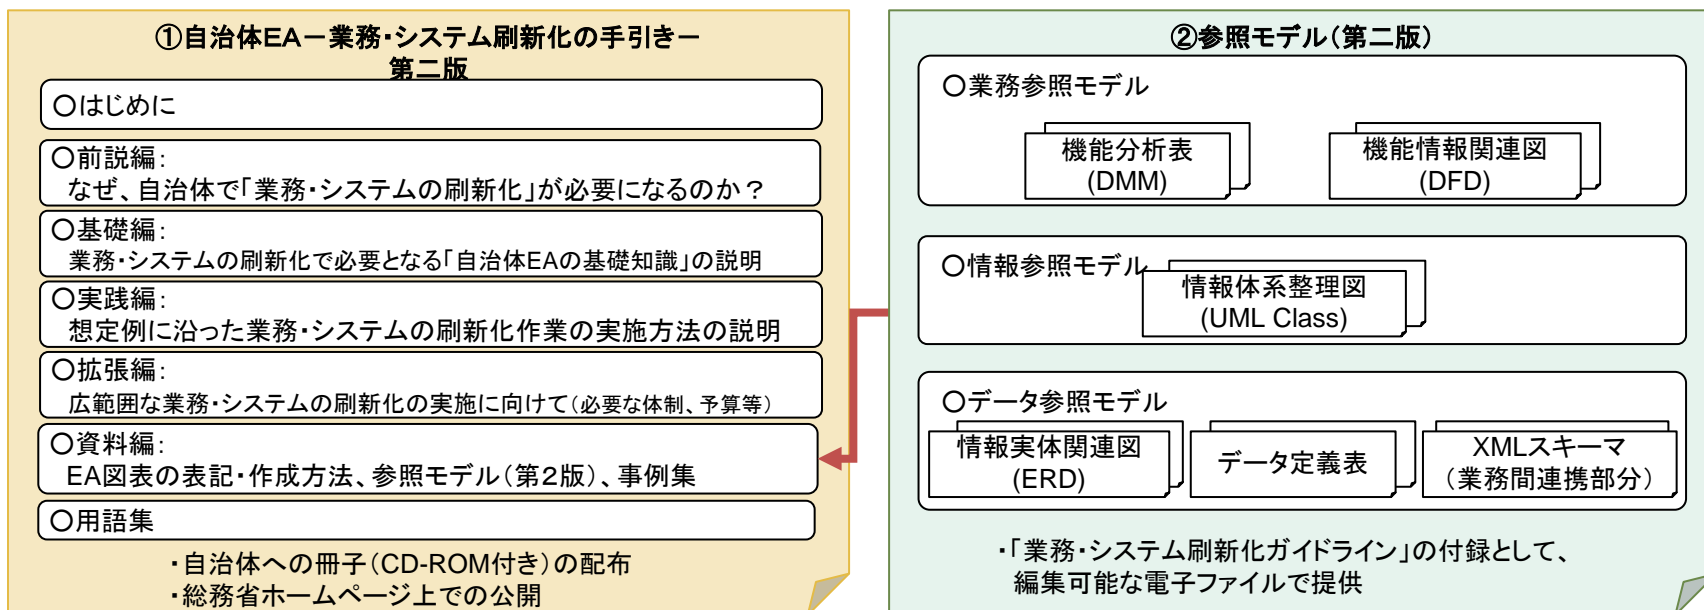 ①自治体EA-業務・システム刷新化の手引き-
第二版
〇はじめに
〇前説編:
なぜ、自治体で「業務・システムの刷新化」が必要になるのか?
〇基礎編:
業務・システムの刷新化で必要となる「自治体EAの基礎知識」の説明
〇実践編:
想定例に沿った業務・システムの刷新化作業の実施方法の説明
〇拡張編:
広範囲な業務・システムの刷新化の実施に向けて(必要な体制、予算等)
〇資料編:
EA図表の表記・作成方法、参照モデル(第2版)、事例集
〇用語集
・自治体への冊子(CD-ROM付き)の配布
・総務省ホームページ上での公開
②参照モデル(第二版)
〇業務参照モデル
機能分析表
(DMM)
機能情報関連図
(DFD)
〇情報参照モデル
情報体系整理図
(UML Class)
〇データ参照モデル
情報実体関連図
(ERD)
データ定義表
XMLスキーマ
(業務間連携部分)
・「業務・システム刷新化ガイドライン」の付録として、
編集可能な電子ファイルで提供